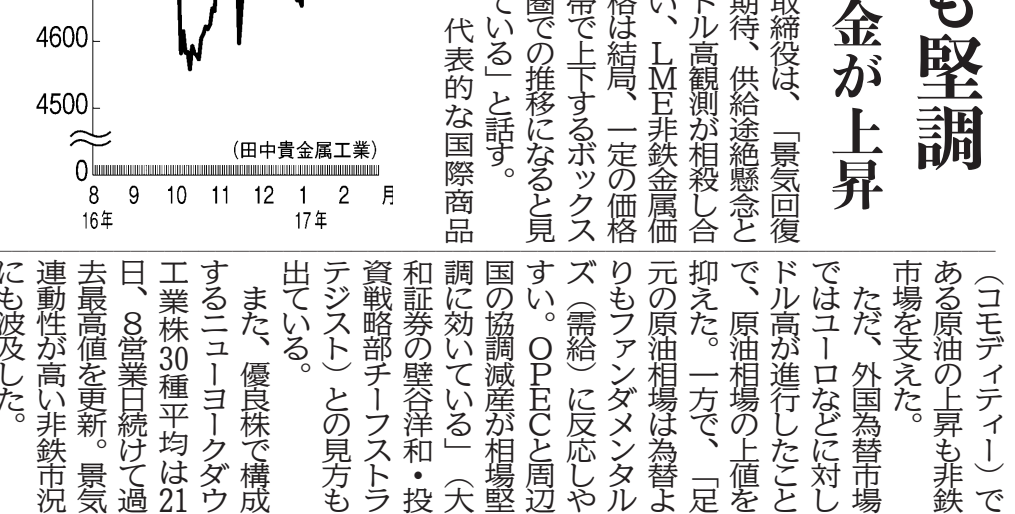 も堅調
金が上昇
取締役は、「景気回復
期待、供給途絶懸念と
ドル高観測が相殺し合
い、LME非鉄金属価
格は結局、一定の価格
帯で上下するボックス
圏での推移になると見
ている」と話す。
代表的な国際商品
4600
4500
0
(田中貴金属工業)
8 9 10 11 12 1 2 月
16年 17年
(コモディティー)で
ある原油の上昇も非鉄
市場を支えた。
ただ、外国為替市場
ではユーロなどに対し
ドル高が進行したこと
で、原油相場の上値を
抑えた。一方で、「足
元の原油相場は為替よ
りもファンダメンタル
ズ(需給)に反応しや
すい。OPECと周辺
国の協調減産が相場堅
調に効いている」(大
和証券の壁谷洋和・投
資戦略部チーフストラ
テジスト)との見方も
出ている。
また、優良株で構成
するニューヨークダウ
工業株30種平均は21
日、8営業日続けて過
去最高値を更新。景気
連動性が高い非鉄市況
にも波及した。